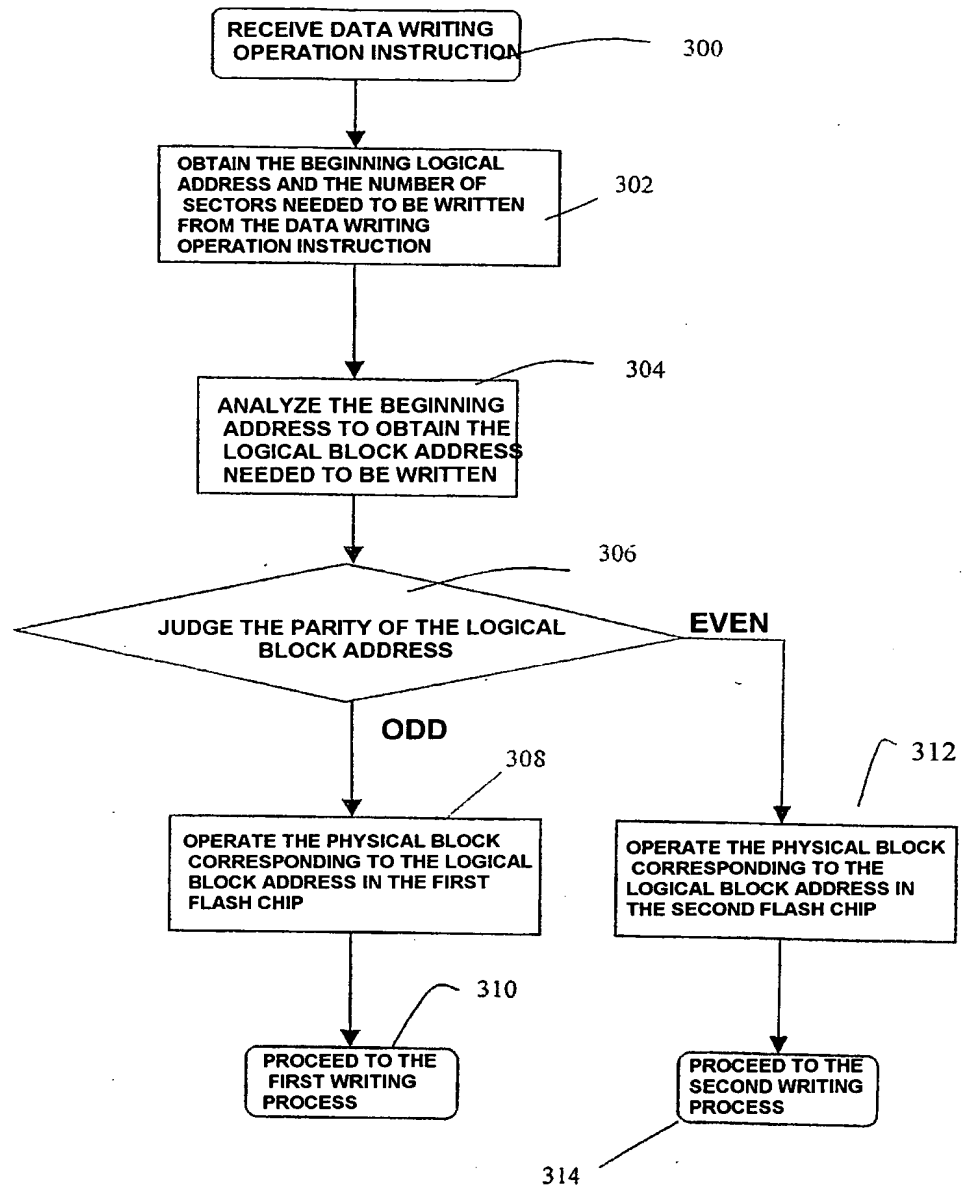 RECEIVE DATA WRITING
OPERATION INSTRUCTION
300
OBTAIN THE BEGINNING LOGICAL
ADDRESS AND THE NUMBER OF
SECTORS NEEDED TO BE WRITTEN
FROM THE DATA WRITING
OPERATION INSTRUCTION
302
304
ANALYZE THE BEGINNING
ADDRESS TO OBTAIN THE
LOGICAL BLOCK ADDRESS
NEEDED TO BE WRITTEN
306
JUDGE THE PARITY OF THE LOGICAL
BLOCK ADDRESS
EVEN
ODD
308
312
OPERATE THE PHYSICAL BLOCK
CORRESPONDING TO THE LOGICAL
BLOCK ADDRESS IN THE FIRST
FLASH CHIP
OPERATE THE PHYSICAL BLOCK
CORRESPONDING TO THE
LOGICAL BLOCK ADDRESS IN
THE SECOND FLASH CHIP
310
PROCEED TO THE
FIRST WRITING
PROCESS
PROCEED TO THE
SECOND WRITING
PROCESS
314